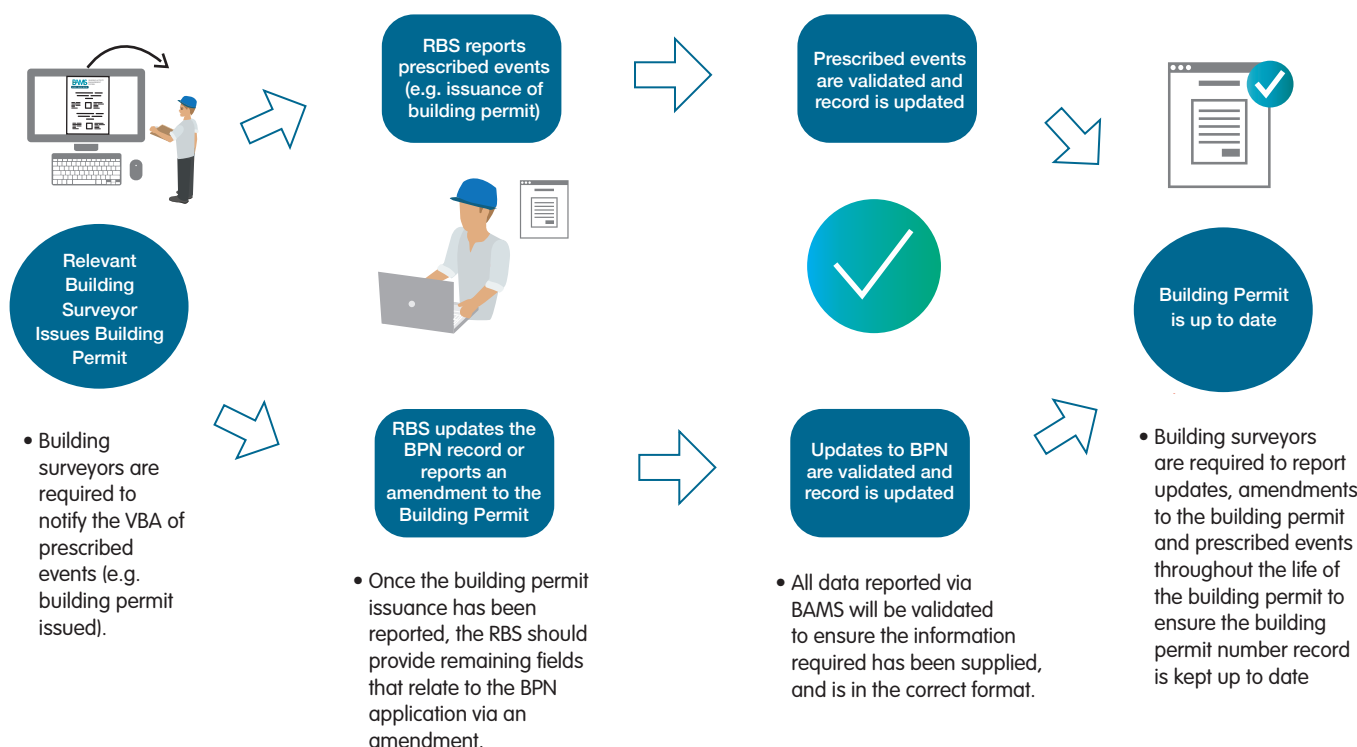 BAMS
RBS reports
prescribed events
(e.g. issuance of
building permit)
Prescribed events
are validated and
record is updated
Relevant
Building
Surveyor
Issues Building
Permit
Building Permit
is up to date
RBS updates the
BPN record or
reports an
amendment to the
Building Permit
Updates to BPN
are validated and
record is updated
• Building
surveyors are
required to
notify the VBA of
prescribed
events (e.g.
building permit
issued).
• Once the building permit
issuance has been
reported, the RBS should
provide remaining fields
that relate to the BPN
application via an
amendment.
• All data reported via
BAMS will be validated
to ensure the information
required has been supplied,
and is in the correct format.
• Building surveyors
are required to report
updates, amendments
to the building permit
and prescribed events
throughout the life of
the building permit to
ensure the building
permit number record
is kept up to date